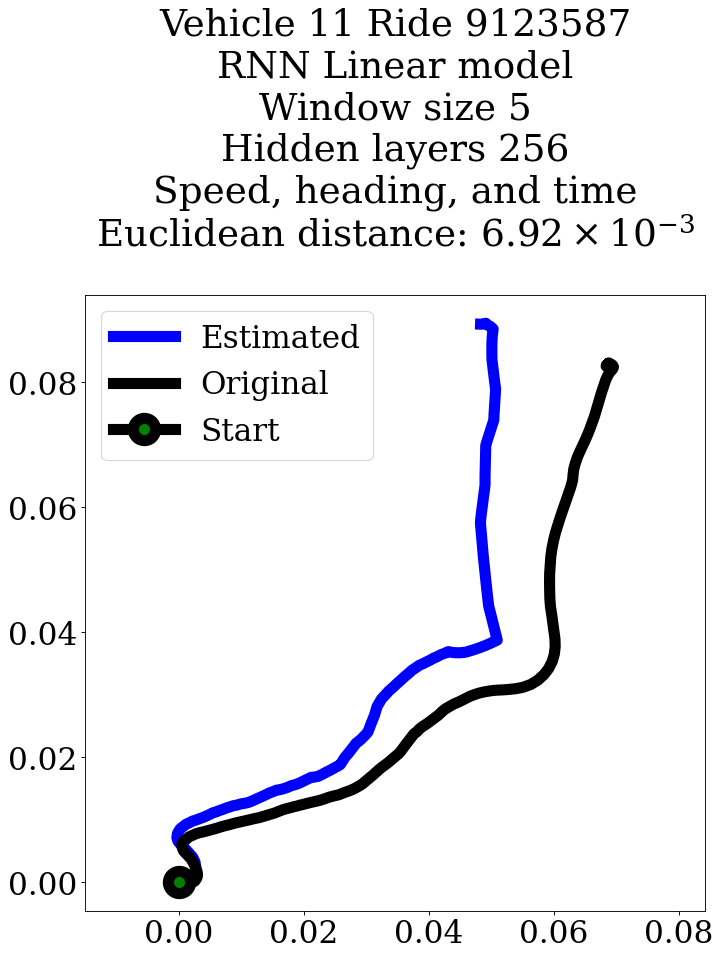 Vehicle 11 Ride 9123587
RNN Linear model
Window size 5
Hidden layers 256
Speed, heading, and time
Euclidean distance: 6.92 × 10⁻³
Estimated
Original
Start
0.08
0.06
0.04
0.02
0.00
0.00 0.02 0.04 0.06 0.08